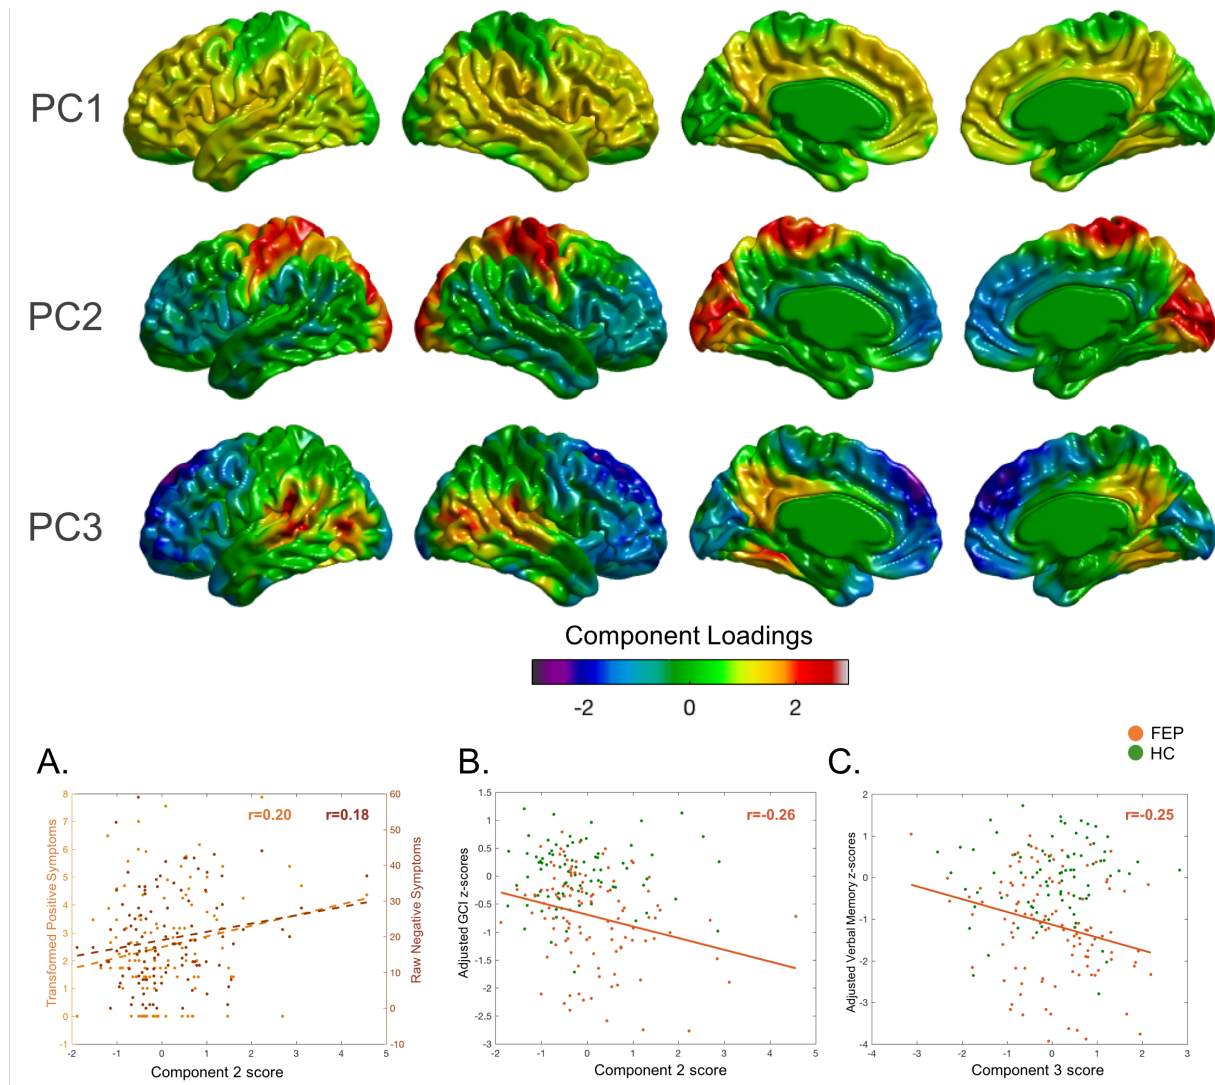 PC1
PC2
PC3
Component Loadings
-2 0 2
FEP
HC
A.
r=0.20 r=0.18
Transformed Positive Symptoms
8
7
6
5
4
3
2
1
0
-1
60
50
40
30
20
10
0
-10
Raw Negative Symptoms
-2 -1 0 1 2 3 4 5
Component 2 score
B.
r=-0.26
Adjusted GCI z-scores
1.5
1
0.5
0
-0.5
-1
-1.5
-2
-2.5
-3
-2 -1 0 1 2 3 4 5
Component 2 score
C.
r=-0.25
Adjusted Verbal Memory z-scores
2
1
0
-1
-2
-3
-4
-4 -3 -2 -1 0 1 2 3
Component 3 score